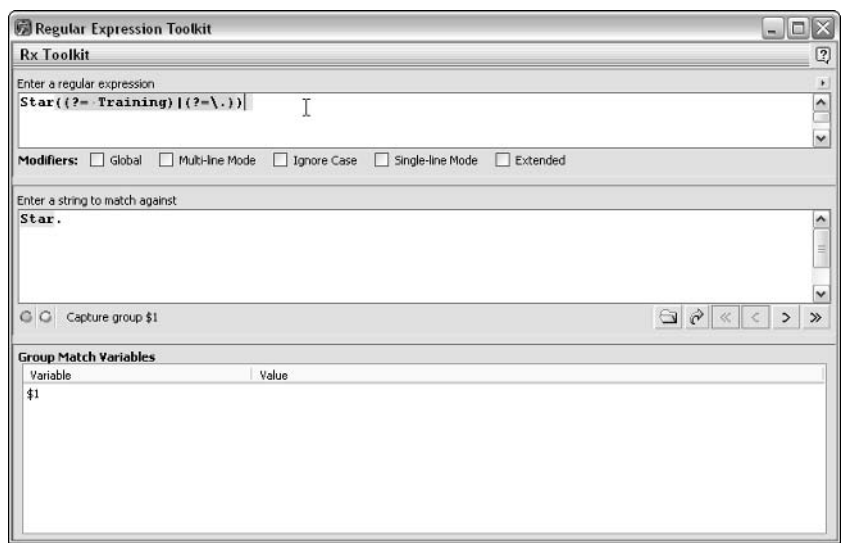 Regular Expression Toolkit
Rx Toolkit
Enter a regular expression
Star((?= Training)|(?=\.))
Modifiers: Global Multi-line Mode Ignore Case Single-line Mode Extended
Enter a string to match against
Star.
Capture group $1
Group Match Variables
Variable Value
$1